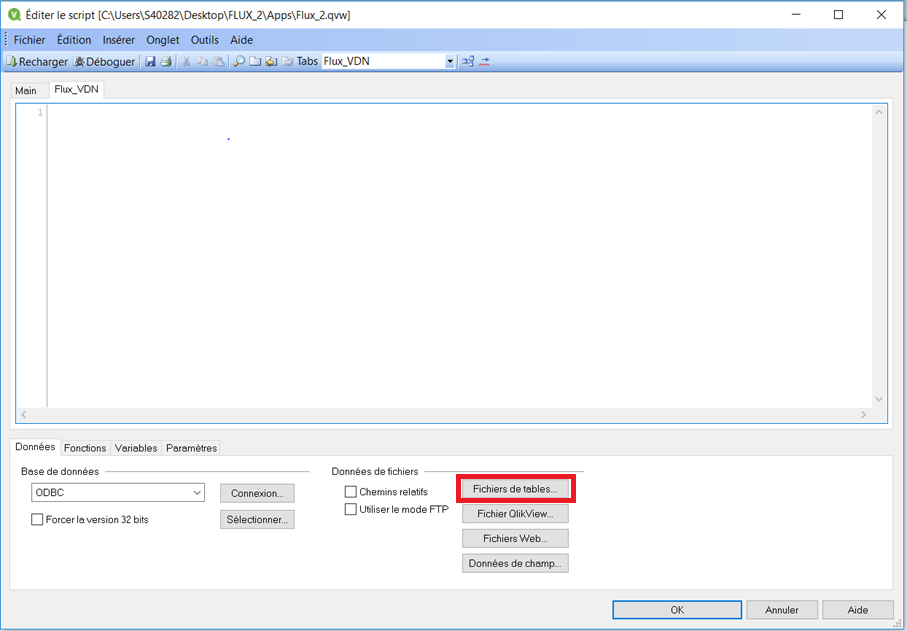 Éditer le script [C:\Users\S40282\Desktop\FLUX_2\Apps\Flux_2.qvw]
Fichier Édition Insérer Onglet Outils Aide
Recharger Déboguer Tabs Flux_VDN
Main Flux_VDN
1
Données Fonctions Variables Paramètres
Base de données
ODBC
Connexion...
Forcer la version 32 bits
Sélectionner...
Données de fichiers
Chemins relatifs
Fichiers de tables...
Utiliser le mode FTP
Fichier QlikView...
Fichiers Web...
Données de champ...
OK Annuler Aide